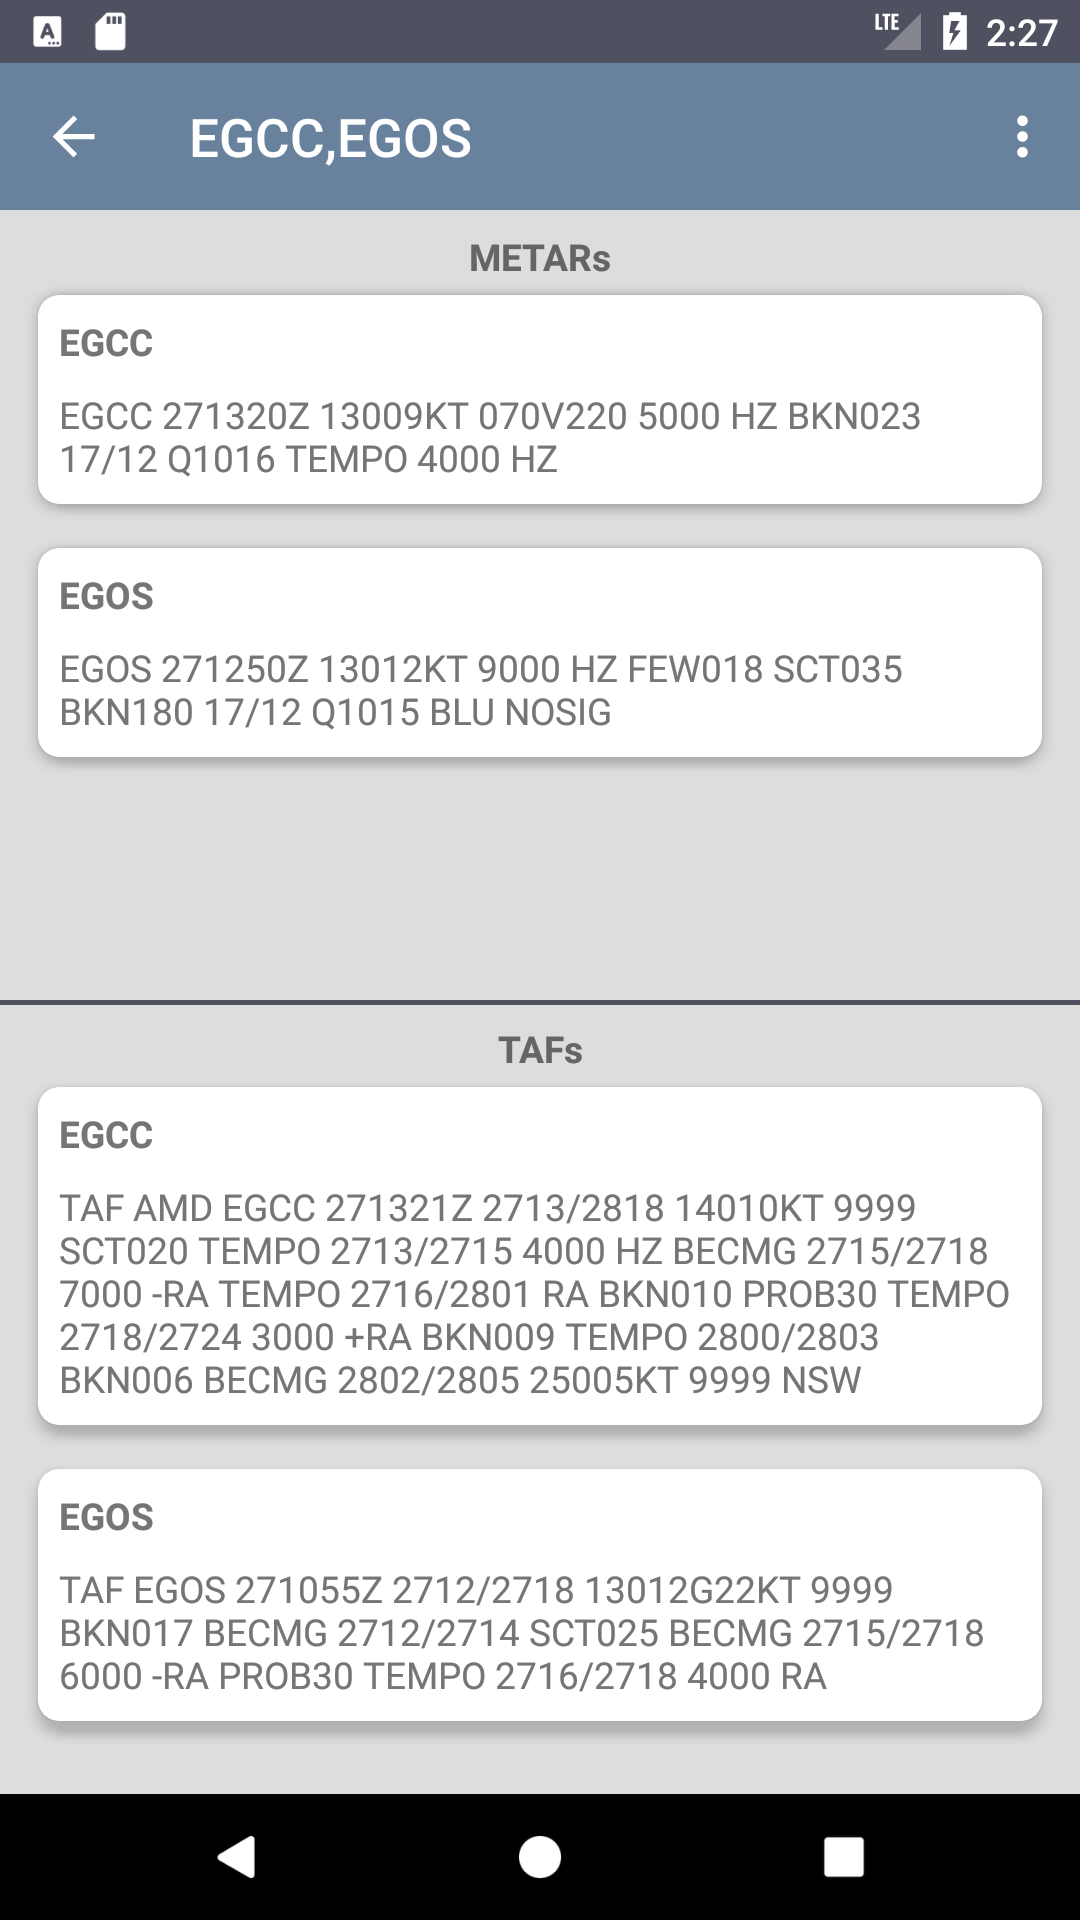 LTE 2:27
EGCC,EGOS
METARs
EGCC
EGCC 271320Z 13009KT 070V220 5000 HZ BKN023
17/12 Q1016 TEMPO 4000 HZ
EGOS
EGOS 271250Z 13012KT 9000 HZ FEW018 SCT035
BKN180 17/12 Q1015 BLU NOSIG
TAFs
EGCC
TAF AMD EGCC 271321Z 2713/2818 14010KT 9999
SCT020 TEMPO 2713/2715 4000 HZ BECMG 2715/2718
7000 -RA TEMPO 2716/2801 RA BKN010 PROB30 TEMPO
2718/2724 3000 +RA BKN009 TEMPO 2800/2803
BKN006 BECMG 2802/2805 25005KT 9999 NSW
EGOS
TAF EGOS 271055Z 2712/2718 13012G22KT 9999
BKN017 BECMG 2712/2714 SCT025 BECMG 2715/2718
6000 -RA PROB30 TEMPO 2716/2718 4000 RA